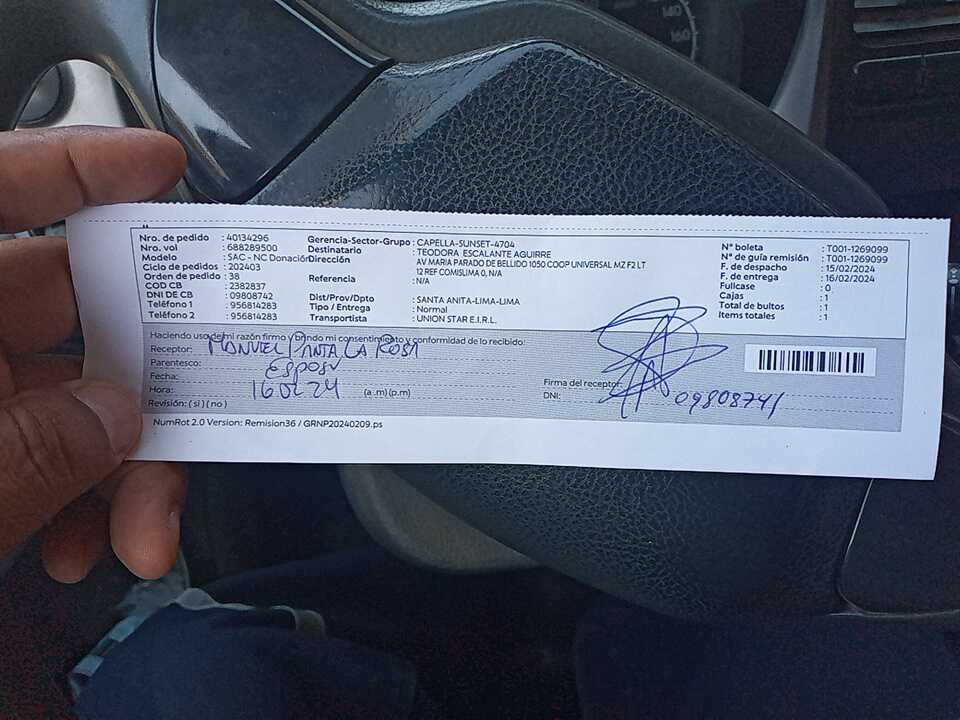 Nro. de pedido : 40134296
Nro. vol : 688289500
Modelo : SAC - NC Donación
Ciclo de pedidos : 202403
Orden de pedido : 38
COD CB : 2382837
DNI DE CB : 09808742
Teléfono 1 : 956814283
Teléfono 2 : 956814283
Gerencia-Sector-Grupo : CAPELLA-SUNSET-4704
Destinatario : TEODORA ESCALANTE AGUIRRE
Dirección : AV MARIA PARADO DE BELLIDO 1050 COOP UNIVERSAL MZ F2 LT
12 REF COMISLIMA 0, N/A
Referencia : N/A
Dist/Prov/Dpto : SANTA ANITA-LIMA-LIMA
Tipo / Entrega : Normal
Transportista : UNION STAR E.I.R.L.
N° boleta : T001-1269099
N° de guía remisión : T001-1269099
F. de despacho : 15/02/2024
F. de entrega : 16/02/2024
Fullcase : 0
Cajas : 1
Total de bultos : 1
Items totales : 1
Haciendo uso de mi razón firmo y brindo mi consentimiento y conformidad de lo recibido:
Receptor: MANUEL PANTA LA ROSA
Parentesco: Esposo
Fecha: 16 02 24
Hora: (a .m) (p.m)
Revisión: ( si ) ( no )
Firma del receptor:
DNI: 09808741
NumRot 2.0 Version: Remision36 / GRNP20240209.ps
140
160